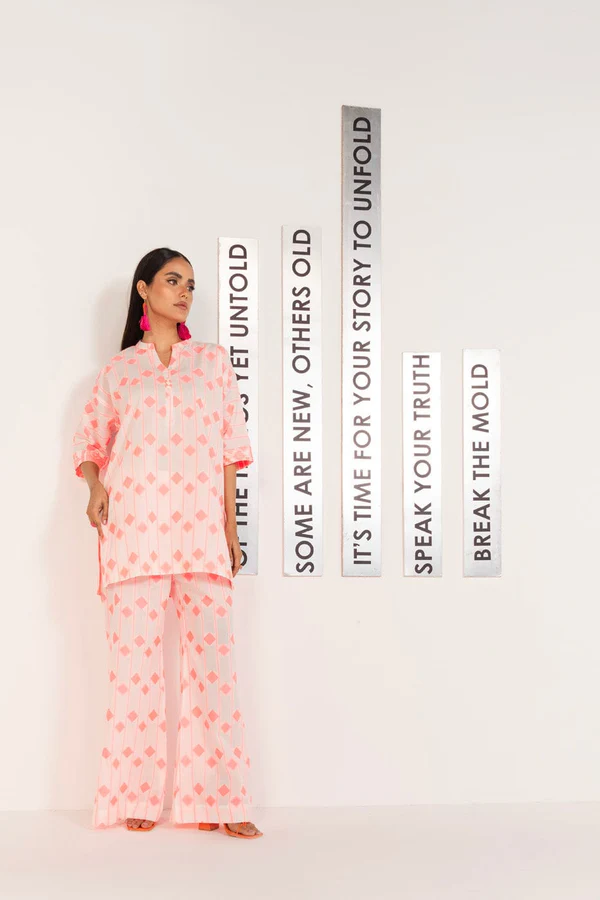 YET UNTOLD
SOME ARE NEW, OTHERS OLD
IT'S TIME FOR YOUR STORY TO UNFOLD
SPEAK YOUR TRUTH
BREAK THE MOLD